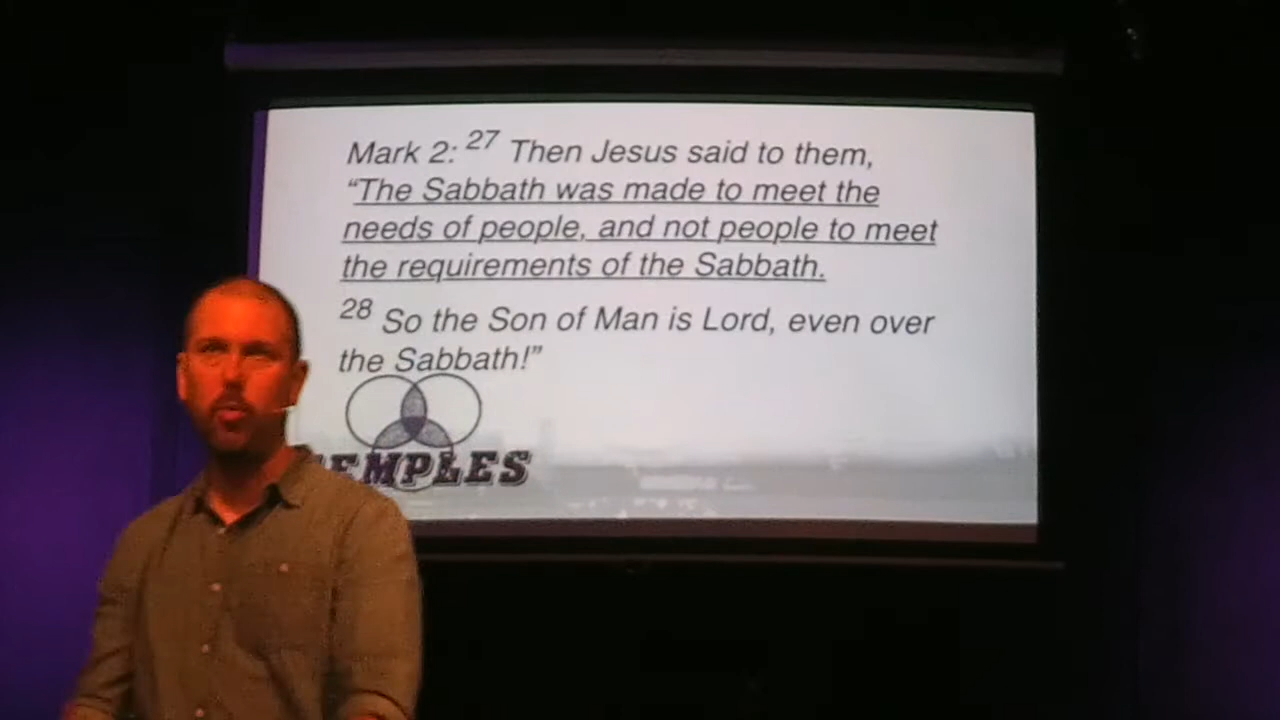 Mark 2: 27 Then Jesus said to them,
“The Sabbath was made to meet the
needs of people, and not people to meet
the requirements of the Sabbath.
28 So the Son of Man is Lord, even over
the Sabbath!”
EMPLES